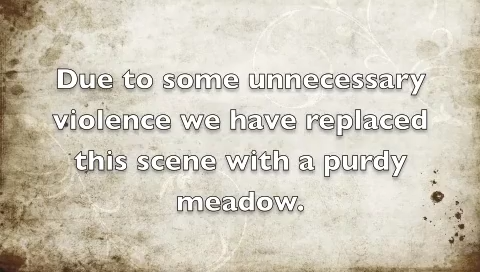 Due to some unnecessary
violence we have replaced
this scene with a purdy
meadow.